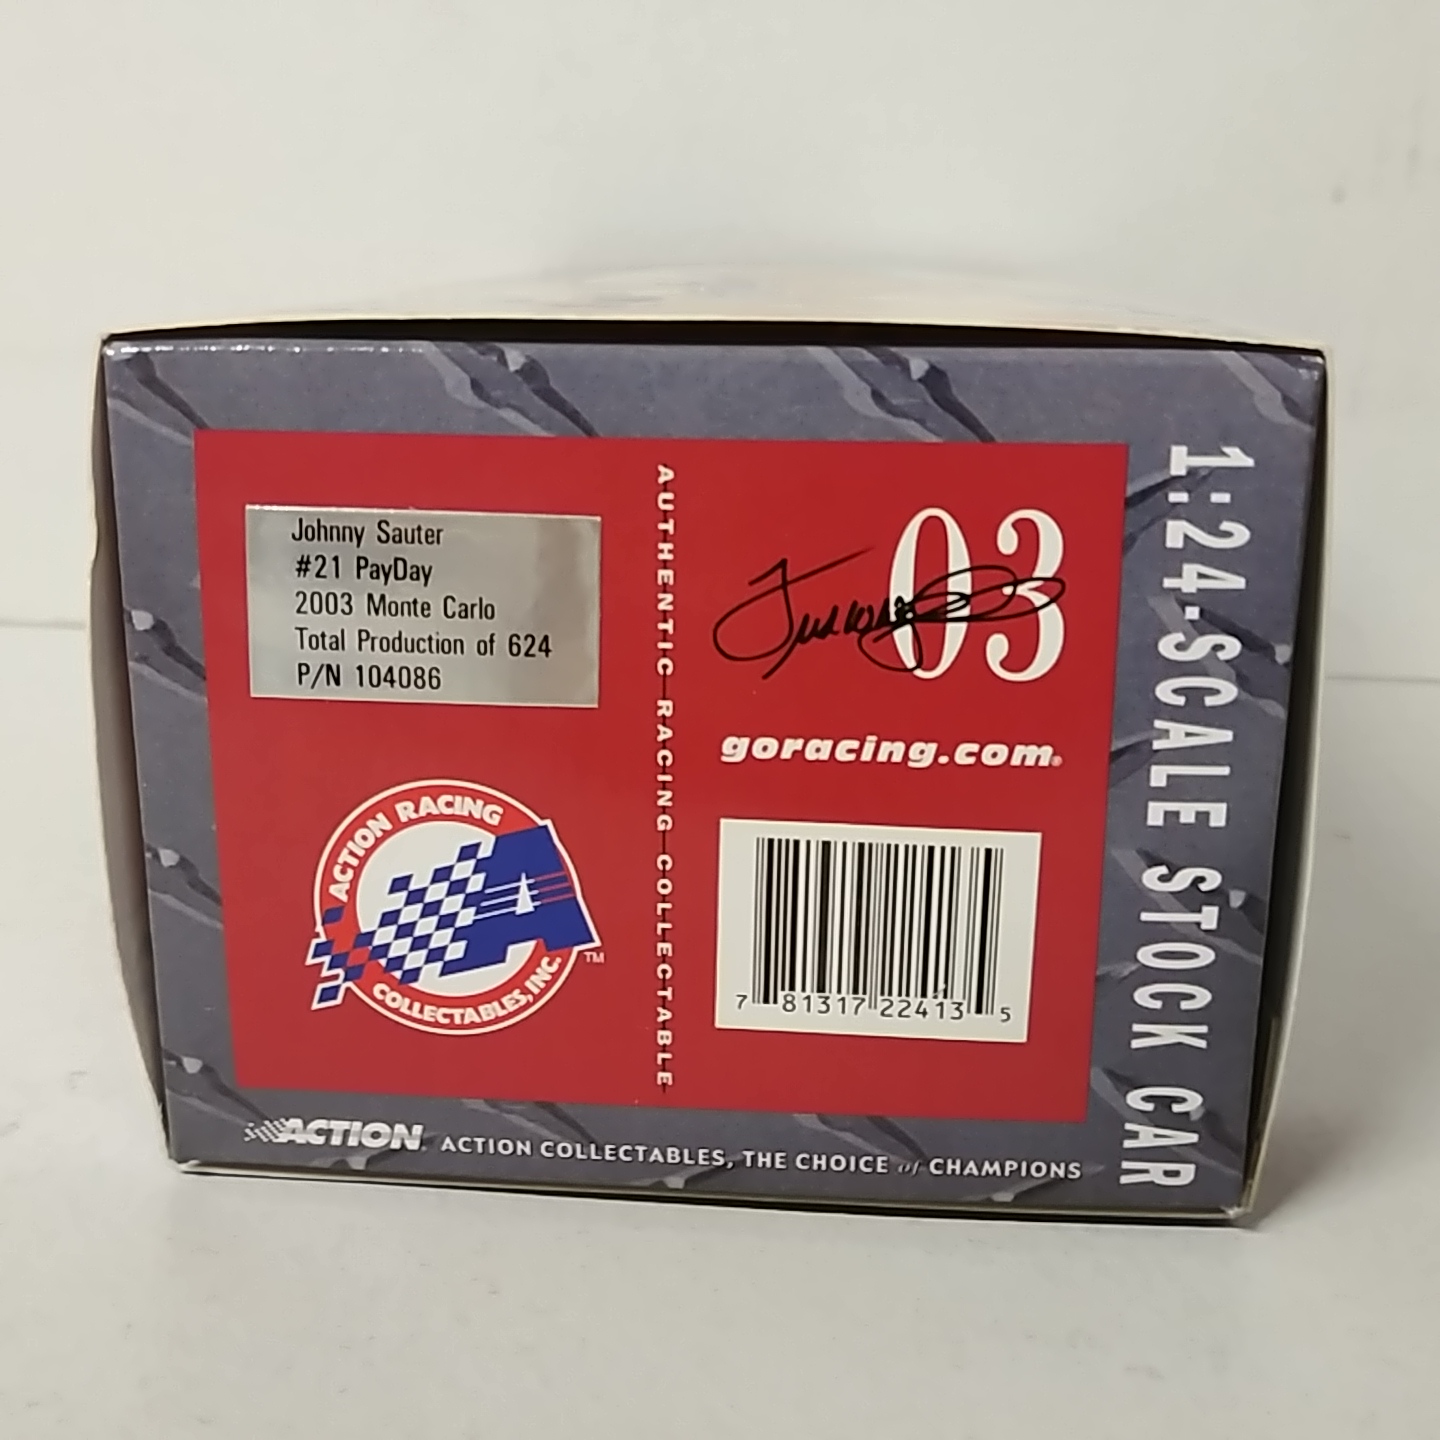 Johnny Sauter
#21 PayDay
2003 Monte Carlo
Total Production of 624
P/N 104086
ACTION RACING
COLLECTABLES, INC.
TM
AUTHENTIC RACING COLLECTABLE
03
goracing.com®
7 81317 22413 5
1:24-SCALE STOCK CAR
ACTION
ACTION COLLECTABLES, THE CHOICE of CHAMPIONS